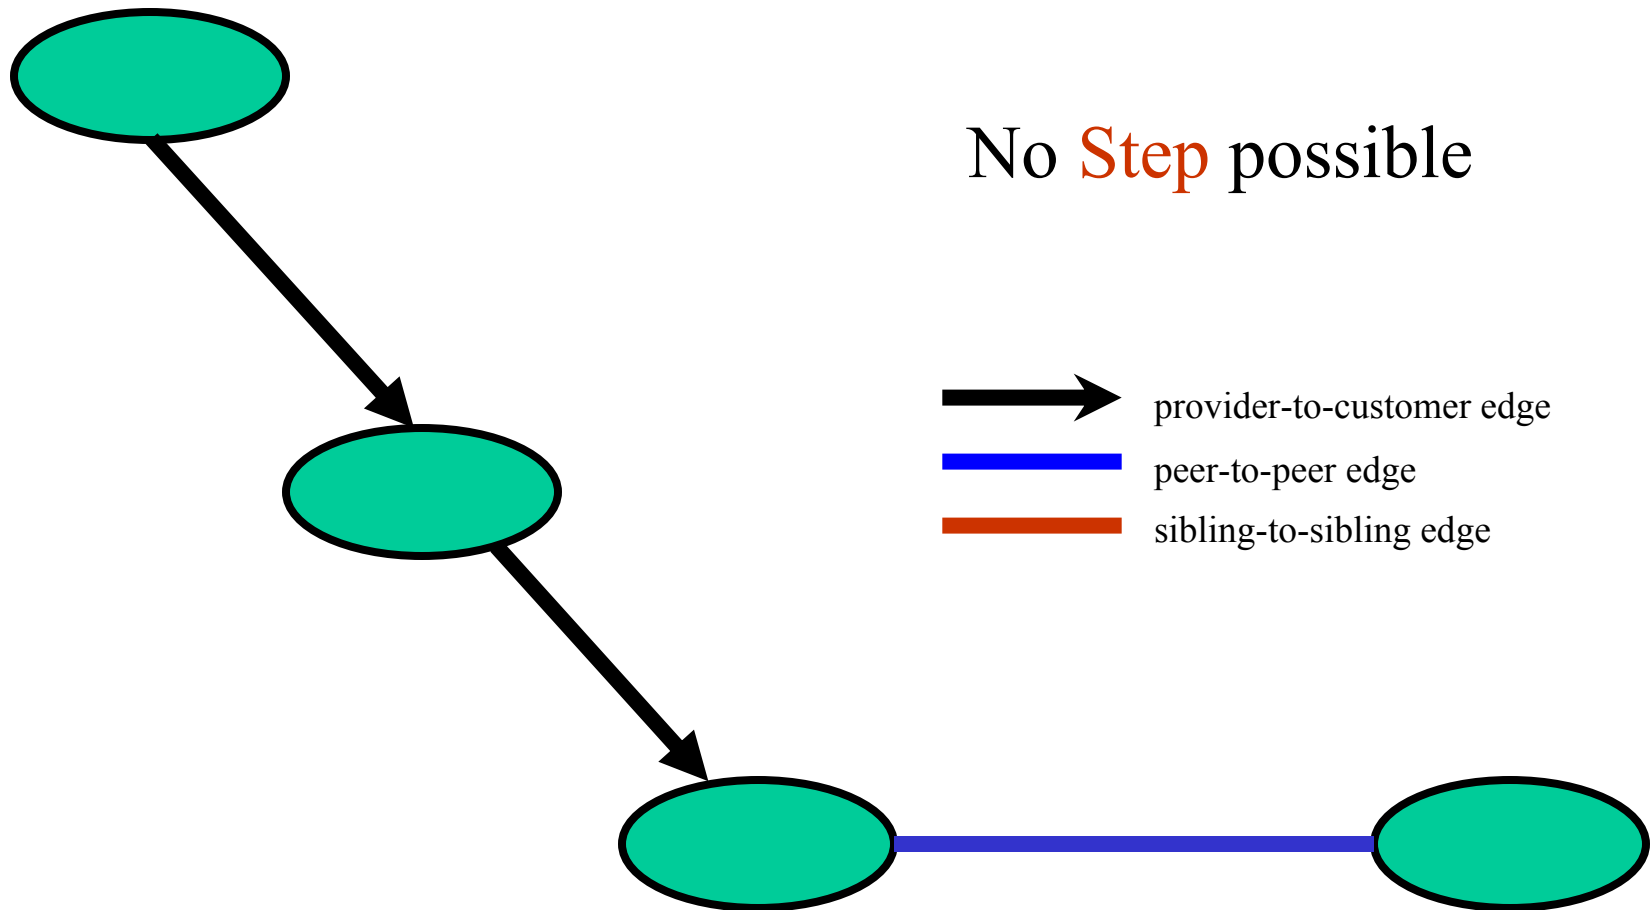 No Step possible
provider-to-customer edge
peer-to-peer edge
sibling-to-sibling edge